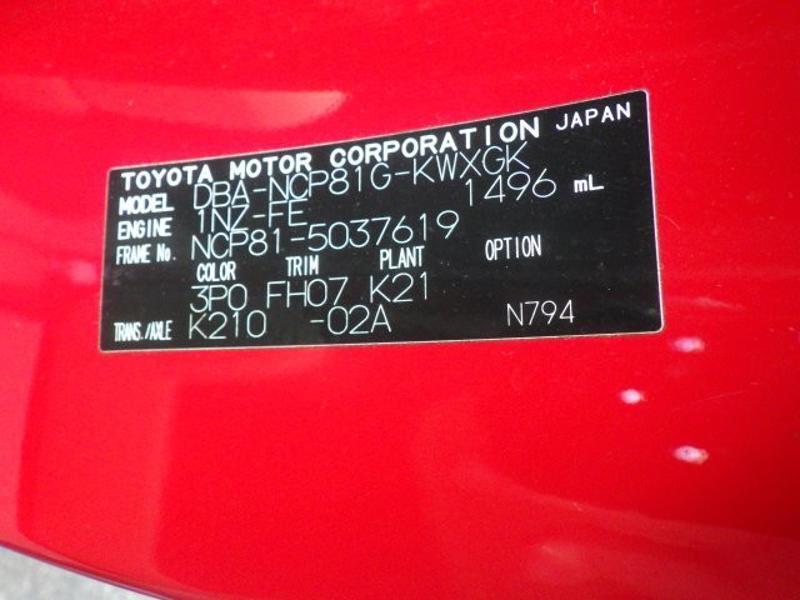 TOYOTA MOTOR CORPORATION JAPAN
MODEL DBA-NCP81G-KWXGK
ENGINE 1NZ-FE 1496 mL
FRAME No. NCP81-5037619
COLOR TRIM PLANT OPTION
3P0 FH07 K21
TRANS./AXLE K210 -02A N794